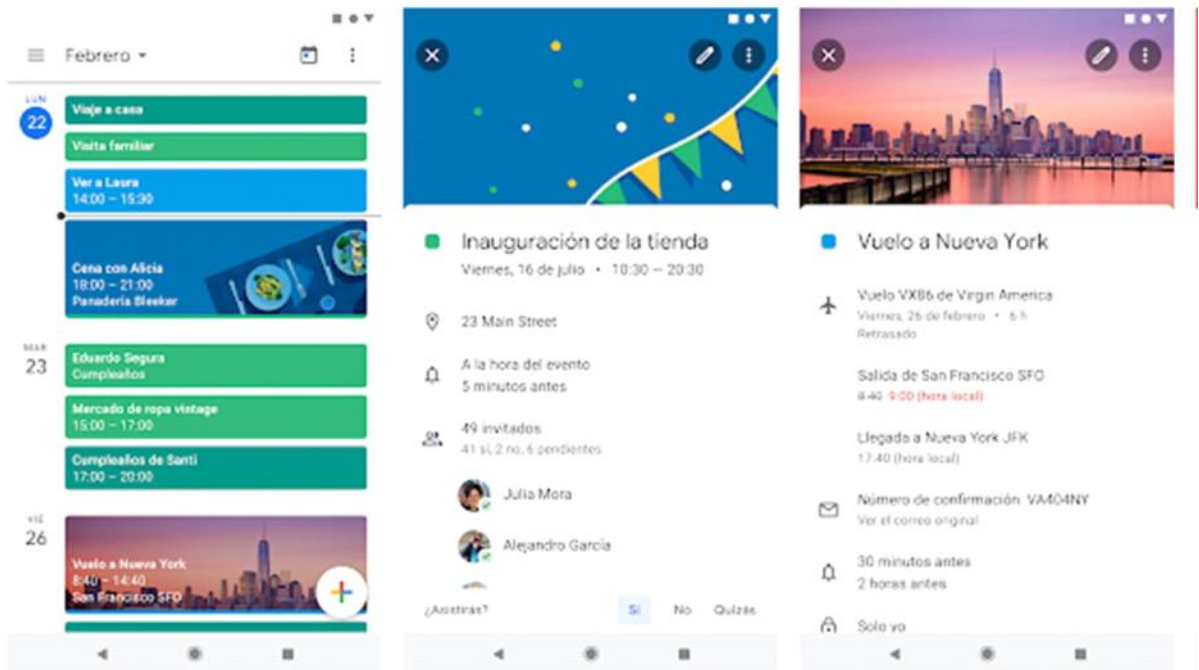 Febrero
LUN
22
Viaje a casa
Visita familiar
Ver a Laura
14:00 – 15:30
Cena con Alicia
18:00 – 21:00
Panadería Bleeker
MAR
23
Eduardo Segura
Cumpleaños
Mercado de ropa vintage
15:00 – 17:00
Cumpleaños de Santi
17:00 – 20:00
VIE
26
Vuelo a Nueva York
8:40 – 14:40
San Francisco SFO
Inauguración de la tienda
Viernes, 16 de julio • 10:30 – 20:30
23 Main Street
A la hora del evento
5 minutos antes
49 invitados
41 sí, 2 no, 6 pendientes
Julia Mora
Alejandro García
¿Asistirás? Sí No Quizás
Vuelo a Nueva York
Vuelo VX86 de Virgin America
Viernes, 26 de febrero • 6 h
Retrasado
Salida de San Francisco SFO
8:40 9:00 (hora local)
Llegada a Nueva York JFK
17:40 (hora local)
Número de confirmación: VA404NY
Ver el correo original
30 minutos antes
2 horas antes
Solo yo